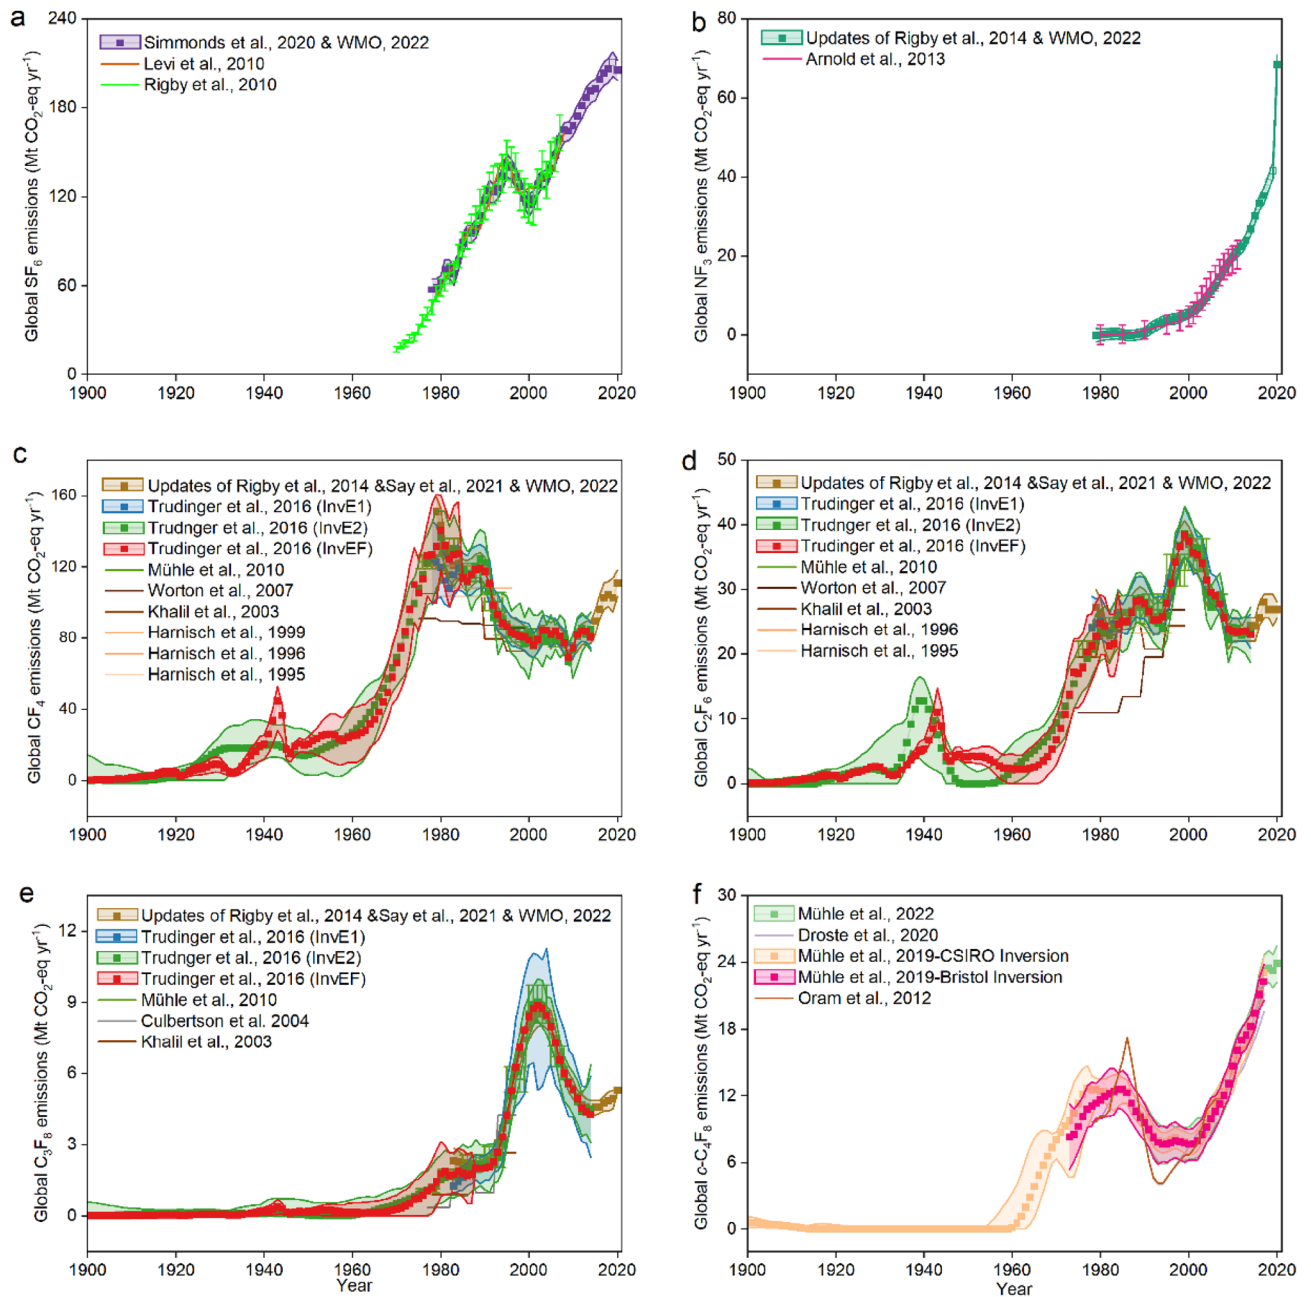 a
Global SF6 emissions (Mt CO2-eq yr-1)
240
180
120
60
0
Simmonds et al., 2020 & WMO, 2022
Levi et al., 2010
Rigby et al., 2010
1900 1920 1940 1960 1980 2000 2020
b
Global NF3 emissions (Mt CO2-eq yr-1)
80
60
40
20
0
Updates of Rigby et al., 2014 & WMO, 2022
Arnold et al., 2013
1900 1920 1940 1960 1980 2000 2020
c
Global CF4 emissions (Mt CO2-eq yr-1)
160
120
80
40
0
Updates of Rigby et al., 2014 &Say et al., 2021 & WMO, 2022
Trudinger et al., 2016 (InvE1)
Trudnger et al., 2016 (InvE2)
Trudinger et al., 2016 (InvEF)
Mühle et al., 2010
Worton et al., 2007
Khalil et al., 2003
Harnisch et al., 1999
Harnisch et al., 1996
Harnisch et al., 1995
1900 1920 1940 1960 1980 2000 2020
d
Global C2F6 emissions (Mt CO2-eq yr-1)
50
40
30
20
10
0
Updates of Rigby et al., 2014 &Say et al., 2021 & WMO, 2022
Trudinger et al., 2016 (InvE1)
Trudnger et al., 2016 (InvE2)
Trudinger et al., 2016 (InvEF)
Mühle et al., 2010
Worton et al., 2007
Khalil et al., 2003
Harnisch et al., 1996
Harnisch et al., 1995
1900 1920 1940 1960 1980 2000 2020
e
Global C3F8 emissions (Mt CO2-eq yr-1)
12
9
6
3
0
Updates of Rigby et al., 2014 &Say et al., 2021 & WMO, 2022
Trudinger et al., 2016 (InvE1)
Trudnger et al., 2016 (InvE2)
Trudinger et al., 2016 (InvEF)
Mühle et al., 2010
Culbertson et al. 2004
Khalil et al., 2003
1900 1920 1940 1960 1980 2000 2020
Year
f
Global c-C4F8 emissions (Mt CO2-eq yr-1)
30
24
18
12
6
0
Mühle et al., 2022
Droste et al., 2020
Mühle et al., 2019-CSIRO Inversion
Mühle et al., 2019-Bristol Inversion
Oram et al., 2012
1900 1920 1940 1960 1980 2000 2020
Year